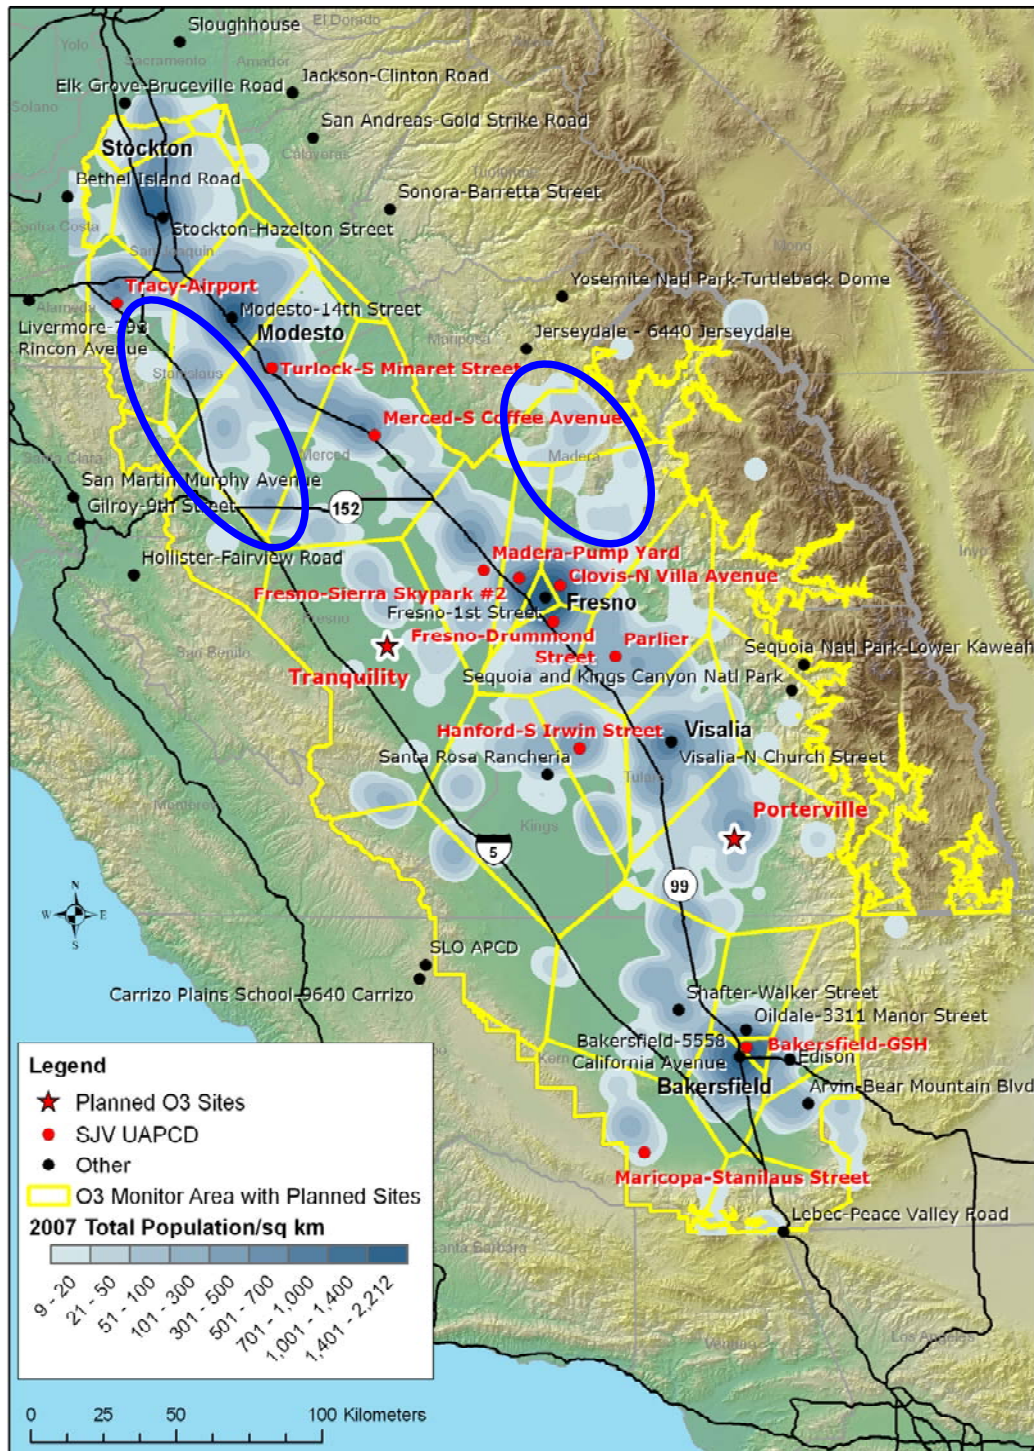 El Dorado
Sloughhouse
Yolo
Sacramento
Amador
Jackson-Clinton Road
Elk Grove-Bruceville Road
Solano
San Andreas-Gold Strike Road
Stockton
Calaveras
Tuolumne
Bethel Island Road
Sonora-Barretta Street
Contra Costa
Stockton-Hazelton Street
San Joaquin
Mono
Tracy-Airport
Yosemite Natl Park-Turtleback Dome
Alameda
Modesto-14th Street
Livermore-793
Rincon Avenue
Modesto
Mariposa
Jerseydale - 6440 Jerseydale
Stanislaus
Turlock-S Minaret Street
Merced-S Coffee Avenue
Santa Clara
Merced
Madera
San Martin-Murphy Avenue
Gilroy-9th Street
152
Hollister-Fairview Road
Madera-Pump Yard
Inyo
Fresno-Sierra Skypark #2
Clovis-N Villa Avenue
Fresno-1st Street
Fresno
Fresno
Fresno-Drummond
Street
Parlier
San Benito
Tranquility
Sequoia Natl Park-Lower Kaweah
Sequoia and Kings Canyon Natl Park
Hanford-S Irwin Street
Visalia
Santa Rosa Rancheria
Visalia-N Church Street
Tulare
Monterey
Porterville
Kings
5
99
N
W
E
S
SLO APCD
Carrizo Plains School-9640 Carrizo
Shafter-Walker Street
Oildale-3311 Manor Street
Bakersfield-5558
California Avenue
Bakersfield-GSH
Edison
Kern
Bakersfield
Arvin-Bear Mountain Blvd
Maricopa-Stanilaus Street
Lebec-Peace Valley Road
Santa Barbara
Ventura
Los Angeles
Legend
Planned O3 Sites
SJV UAPCD
Other
O3 Monitor Area with Planned Sites
2007 Total Population/sq km
9 - 20
21 - 50
51 - 100
101 - 300
301 - 500
501 - 700
701 - 1,000
1,001 - 1,400
1,401 - 2,212
0 25 50 100 Kilometers